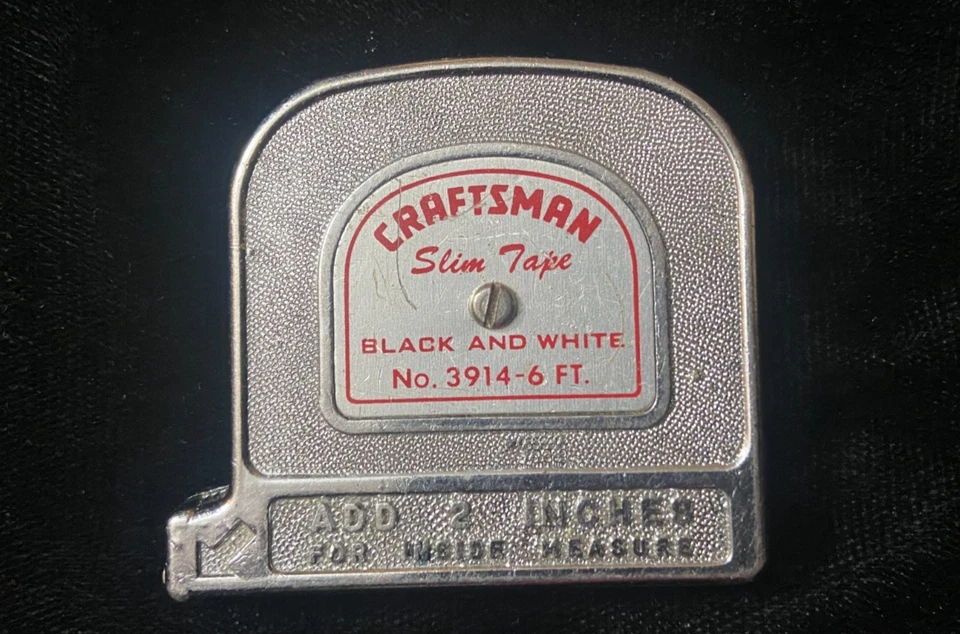 CRAFTSMAN
Slim Tape
BLACK AND WHITE
No. 3914-6 FT.
ADD 2 INCHES
FOR INSIDE MEASURE